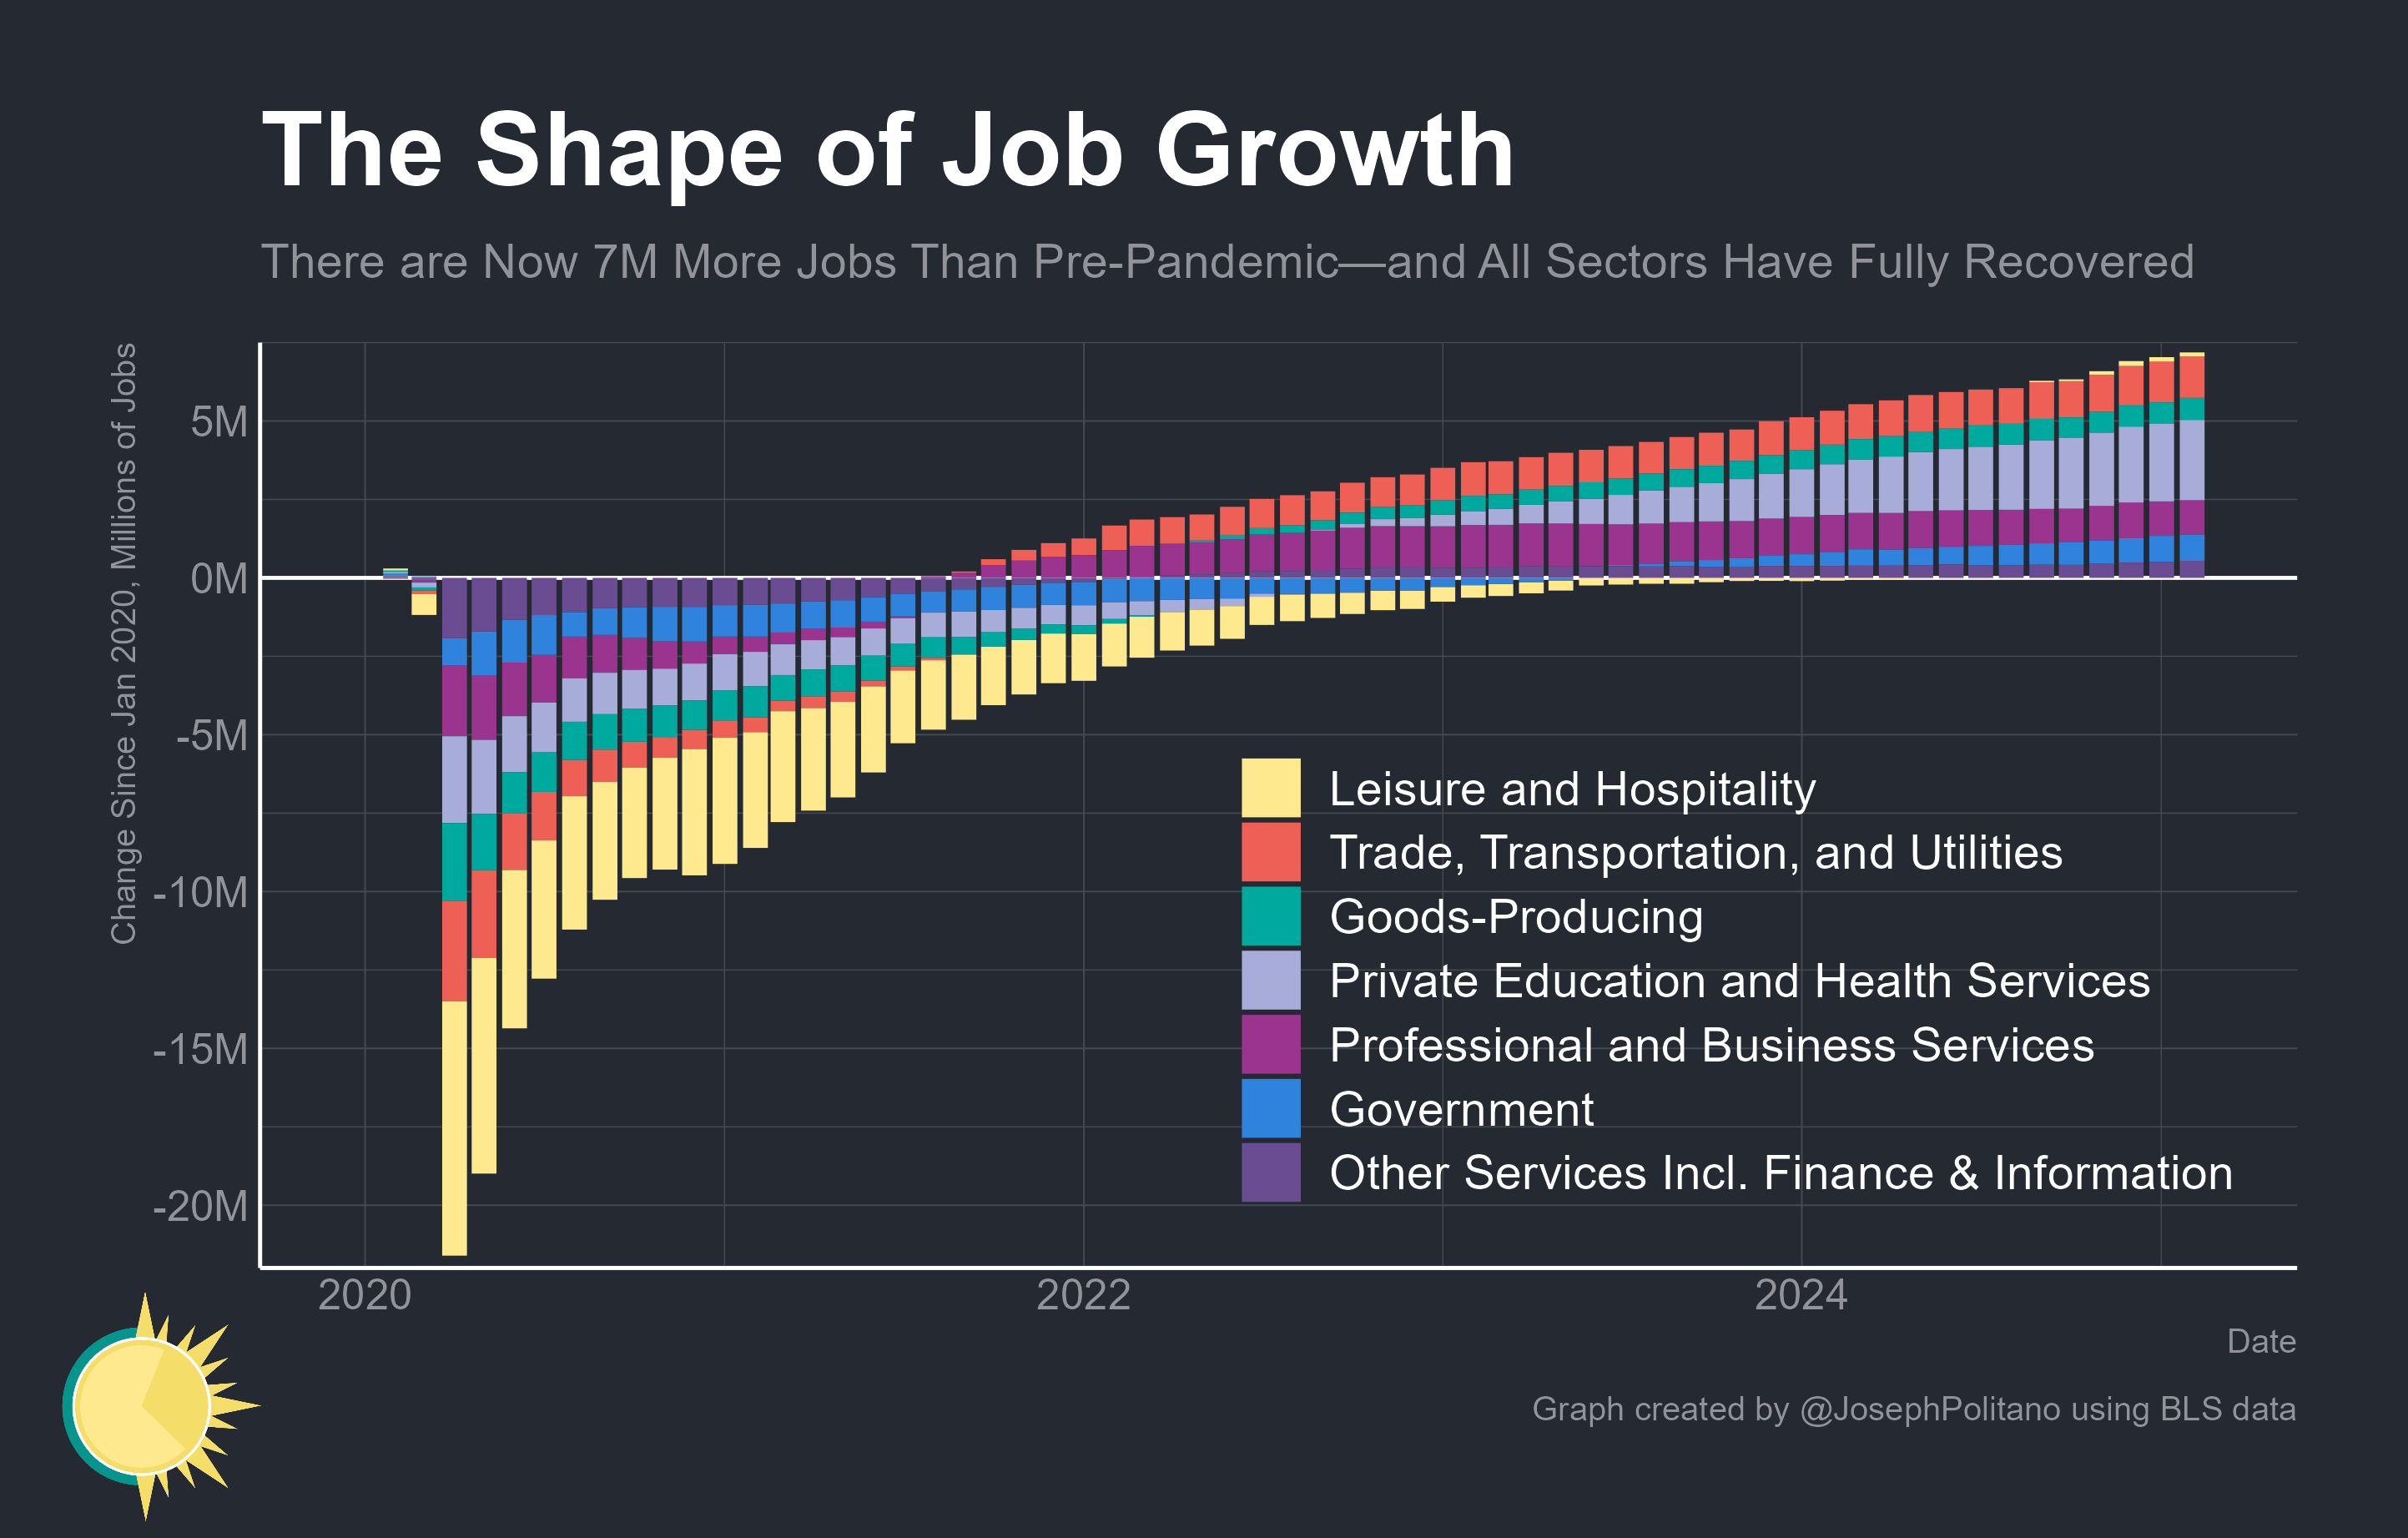 The Shape of Job Growth
There are Now 7M More Jobs Than Pre-Pandemic—and All Sectors Have Fully Recovered
Change Since Jan 2020, Millions of Jobs
5M
0M
-5M
-10M
-15M
-20M
Leisure and Hospitality
Trade, Transportation, and Utilities
Goods-Producing
Private Education and Health Services
Professional and Business Services
Government
Other Services Incl. Finance & Information
2020 2022 2024
Date
Graph created by @JosephPolitano using BLS data